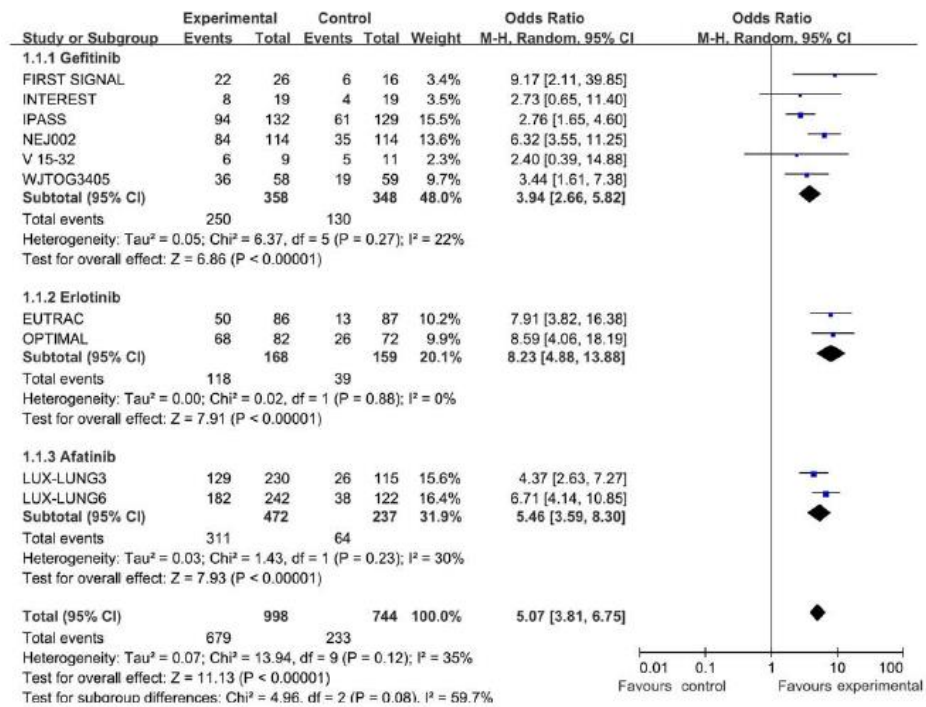 Experimental Control Odds Ratio Odds Ratio
Study or Subgroup Events Total Events Total Weight M-H, Random, 95% CI M-H, Random, 95% CI
1.1.1 Gefitinib
FIRST SIGNAL 22 26 6 16 3.4% 9.17 [2.11, 39.85]
INTEREST 8 19 4 19 3.5% 2.73 [0.65, 11.40]
IPASS 94 132 61 129 15.5% 2.76 [1.65, 4.60]
NEJ002 84 114 35 114 13.6% 6.32 [3.55, 11.25]
V 15-32 6 9 5 11 2.3% 2.40 [0.39, 14.88]
WJTOG3405 36 58 19 59 9.7% 3.44 [1.61, 7.38]
Subtotal (95% CI) 358 348 48.0% 3.94 [2.66, 5.82]
Total events 250 130
Heterogeneity: Tau² = 0.05; Chi² = 6.37, df = 5 (P = 0.27); I² = 22%
Test for overall effect: Z = 6.86 (P < 0.00001)
1.1.2 Erlotinib
EUTRAC 50 86 13 87 10.2% 7.91 [3.82, 16.38]
OPTIMAL 68 82 26 72 9.9% 8.59 [4.06, 18.19]
Subtotal (95% CI) 168 159 20.1% 8.23 [4.88, 13.88]
Total events 118 39
Heterogeneity: Tau² = 0.00; Chi² = 0.02, df = 1 (P = 0.88); I² = 0%
Test for overall effect: Z = 7.91 (P < 0.00001)
1.1.3 Afatinib
LUX-LUNG3 129 230 26 115 15.6% 4.37 [2.63, 7.27]
LUX-LUNG6 182 242 38 122 16.4% 6.71 [4.14, 10.85]
Subtotal (95% CI) 472 237 31.9% 5.46 [3.59, 8.30]
Total events 311 64
Heterogeneity: Tau² = 0.03; Chi² = 1.43, df = 1 (P = 0.23); I² = 30%
Test for overall effect: Z = 7.93 (P < 0.00001)
Total (95% CI) 998 744 100.0% 5.07 [3.81, 6.75]
Total events 679 233
Heterogeneity: Tau² = 0.07; Chi² = 13.94, df = 9 (P = 0.12); I² = 35%
Test for overall effect: Z = 11.13 (P < 0.00001)
Test for subgroup differences: Chi² = 4.96, df = 2 (P = 0.08), I² = 59.7%
0.01 0.1 1 10 100
Favours control Favours experimental